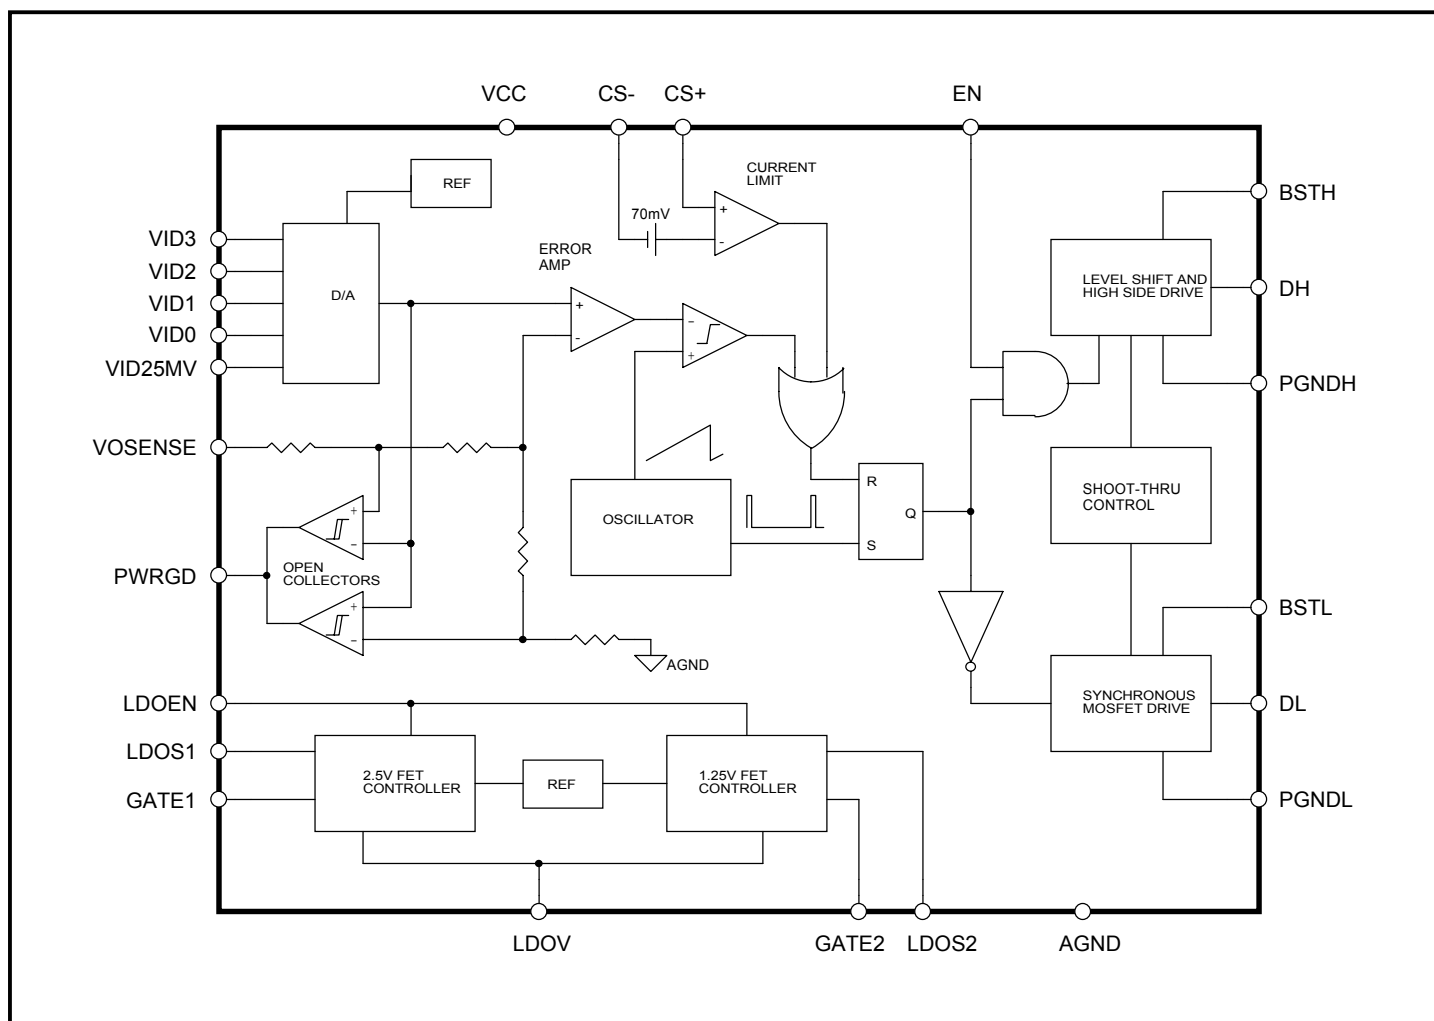 VCC
CS-
CS+
EN
REF
CURRENT
LIMIT
70mV
+
-
BSTH
VID3
VID2
VID1
VID0
VID25MV
D/A
ERROR
AMP
+
-
−
+
LEVEL SHIFT AND
HIGH SIDE DRIVE
DH
PGNDH
VOSENSE
+
−
OPEN
COLLECTORS
PWRGD
+
−
AGND
OSCILLATOR
R
Q
S
SHOOT-THRU
CONTROL
BSTL
SYNCHRONOUS
MOSFET DRIVE
DL
PGNDL
LDOEN
LDOS1
GATE1
2.5V FET
CONTROLLER
REF
1.25V FET
CONTROLLER
LDOV
GATE2
LDOS2
AGND